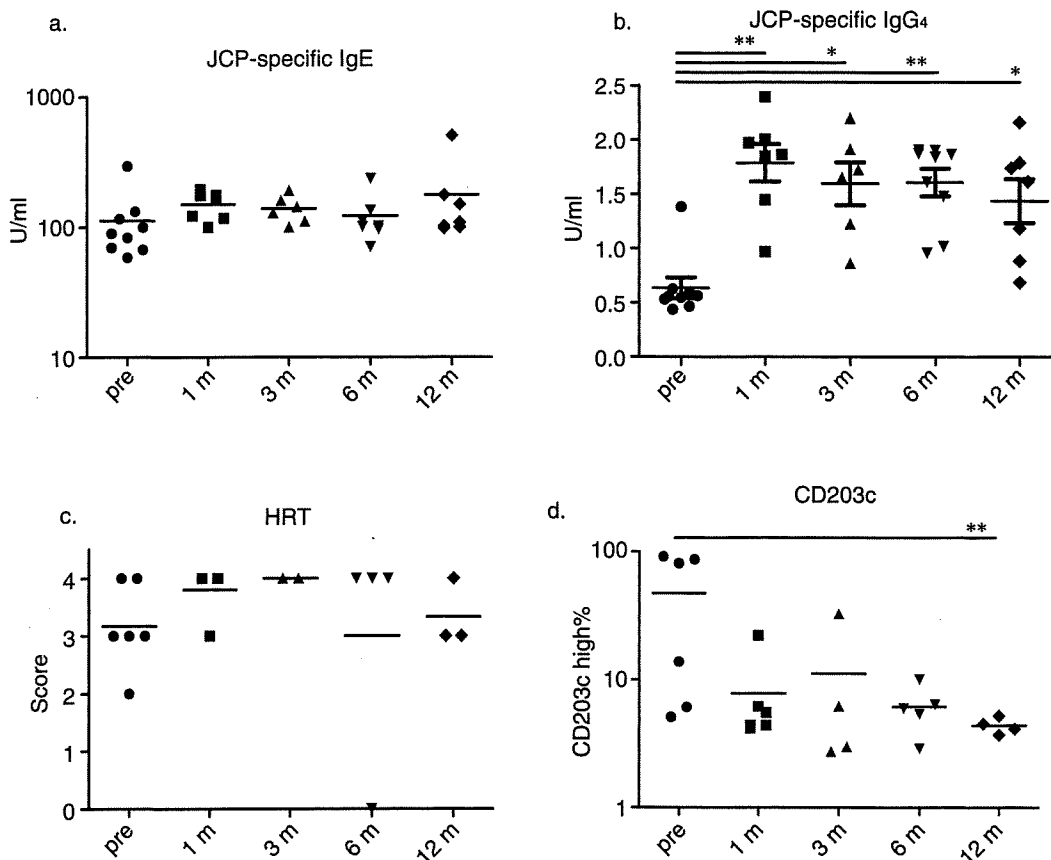 a.
JCP-specific IgE
1000
100
10
U/ml
pre
1 m
3 m
6 m
12 m
b.
JCP-specific IgG4
**
*
**
*
2.5
2.0
1.5
1.0
0.5
0.0
U/ml
pre
1 m
3 m
6 m
12 m
c.
HRT
4
3
2
1
0
Score
pre
1 m
3 m
6 m
12 m
d.
CD203c
**
100
10
1
CD203c high%
pre
1 m
3 m
6 m
12 m